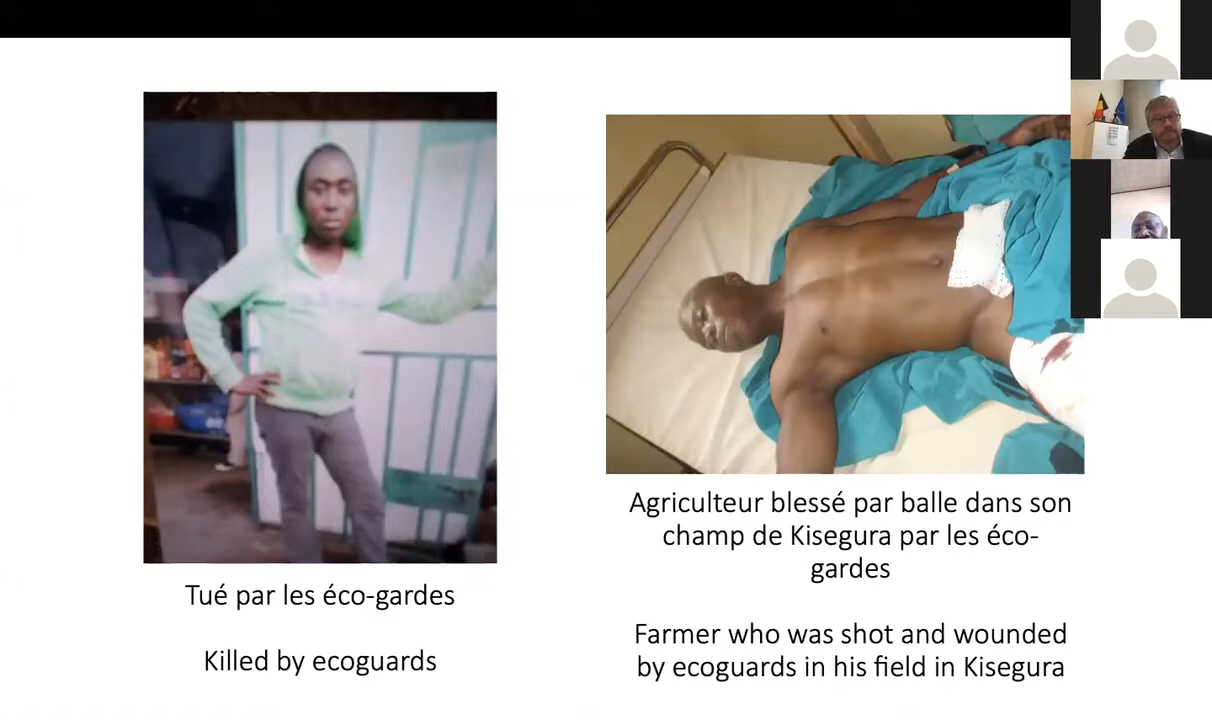 Tué par les éco-gardes
Killed by ecoguards
Agriculteur blessé par balle dans son
champ de Kisegura par les éco-
gardes
Farmer who was shot and wounded
by ecoguards in his field in Kisegura